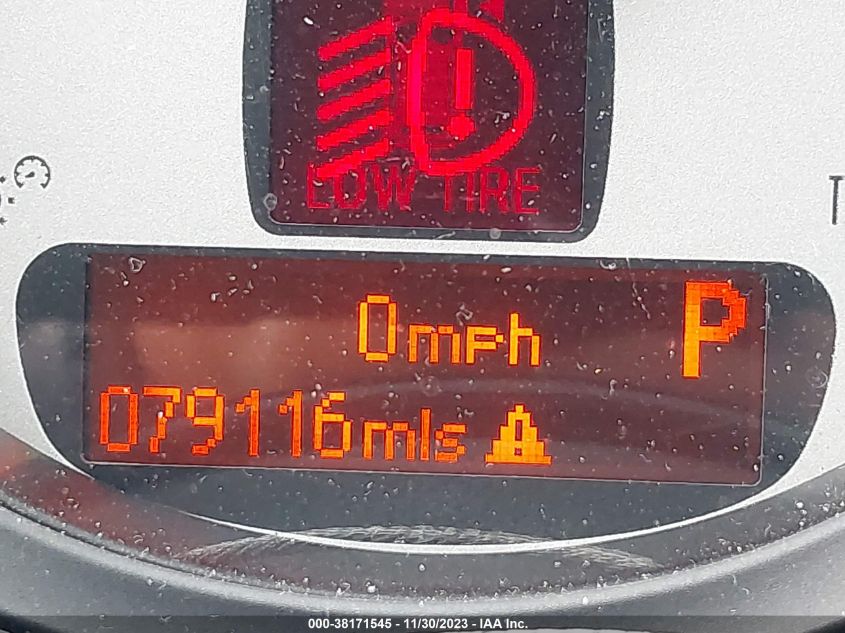 LOW TIRE
0mph P
079116mls
T
000-38171545 - 11/30/2023 - IAA Inc.